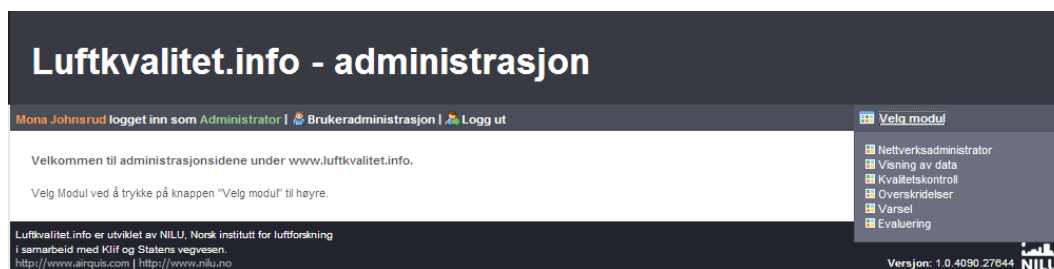 Luftkvalitet.info - administrasjon
Mona Johnsrud logget inn som Administrator | Brukeradministrasjon | Logg ut
Velg modul
Velkommen til administrasjonsidene under www.luftkvalitet.info.
Velg Modul ved å trykke på knappen "Velg modul" til høyre.
Nettverksadministrator
Visning av data
Kvalitetskontroll
Overskridelser
Varsel
Evaluering
Luftkvalitet.info er utviklet av NILU, Norsk institutt for luftforskning
i samarbeid med Klif og Statens vegvesen.
http://www.airquis.com | http://www.nilu.no
Versjon: 1.0.4090.27644
NILU